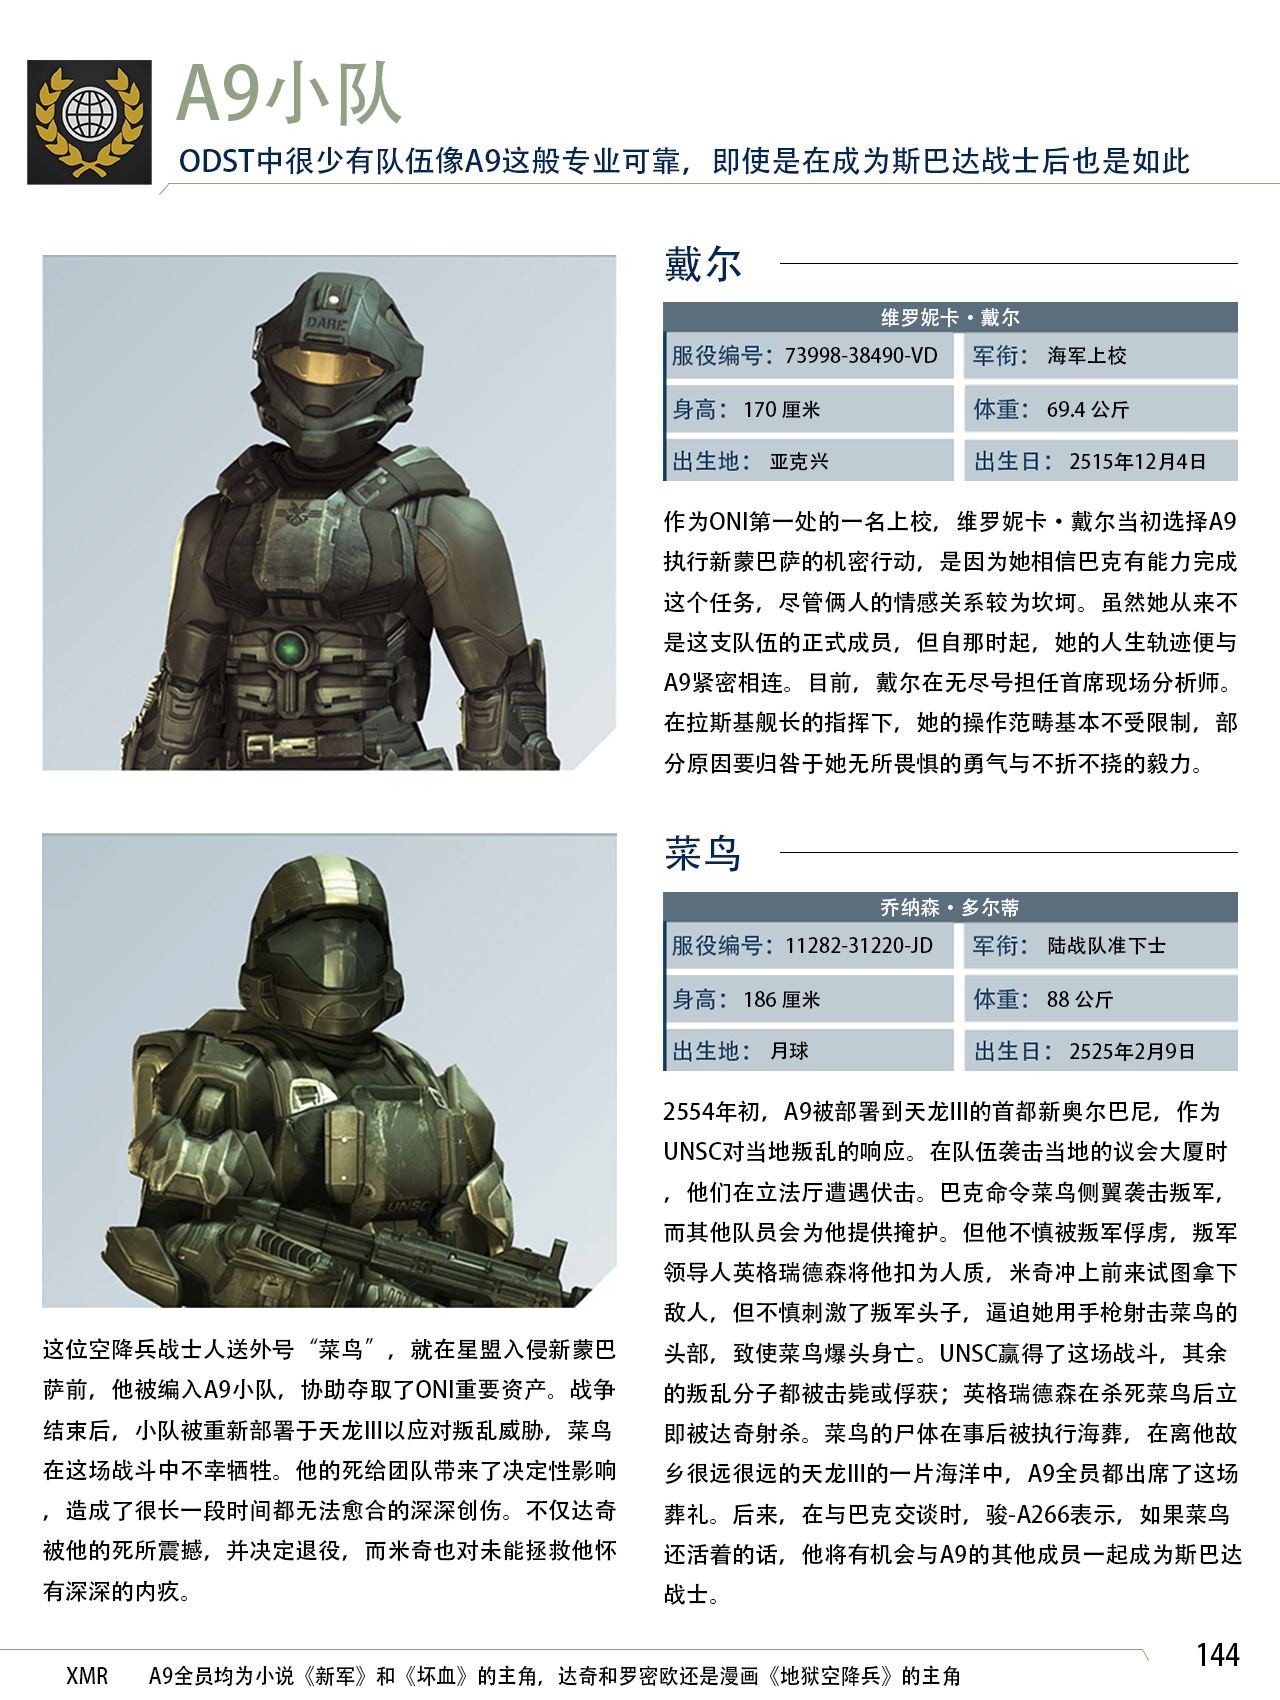 A9小队
ODST中很少有队伍像A9这般专业可靠，即使是在成为斯巴达战士后也是如此
DARE
戴尔
维罗妮卡·戴尔
服役编号：73998-38490-VD
军衔：海军上校
身高：170 厘米
体重：69.4 公斤
出生地：亚克兴
出生日：2515年12月4日
作为ONI第一处的一名上校，维罗妮卡·戴尔当初选择A9
执行新蒙巴萨的机密行动，是因为她相信巴克有能力完成
这个任务，尽管俩人的情感关系较为坎坷。虽然她从来不
是这支队伍的正式成员，但自那时起，她的人生轨迹便与
A9紧密相连。目前，戴尔在无尽号担任首席现场分析师。
在拉斯基舰长的指挥下，她的操作范畴基本不受限制，部
分原因要归咎于她无所畏惧的勇气与不折不挠的毅力。
UNSC
这位空降兵战士人送外号“菜鸟”，就在星盟入侵新蒙巴
萨前，他被编入A9小队，协助夺取了ONI重要资产。战争
结束后，小队被重新部署于天龙III以应对叛乱威胁，菜鸟
在这场战斗中不幸牺牲。他的死给团队带来了决定性影响
，造成了很长一段时间都无法愈合的深深创伤。不仅达奇
被他的死所震撼，并决定退役，而米奇也对未能拯救他怀
有深深的内疚。
菜鸟
乔纳森·多尔蒂
服役编号：11282-31220-JD
军衔：陆战队准下士
身高：186 厘米
体重：88 公斤
出生地：月球
出生日：2525年2月9日
2554年初，A9被部署到天龙III的首都新奥尔巴尼，作为
UNSC对当地叛乱的响应。在队伍袭击当地的议会大厦时
，他们在立法厅遭遇伏击。巴克命令菜鸟侧翼袭击叛军，
而其他队员会为他提供掩护。但他不慎被叛军俘虏，叛军
领导人英格瑞德森将他扣为人质，米奇冲上前来试图拿下
敌人，但不慎刺激了叛军头子，逼迫她用手枪射击菜鸟的
头部，致使菜鸟爆头身亡。UNSC赢得了这场战斗，其余
的叛乱分子都被击毙或俘获；英格瑞德森在杀死菜鸟后立
即被达奇射杀。菜鸟的尸体在事后被执行海葬，在离他故
乡很远很远的天龙III的一片海洋中，A9全员都出席了这场
葬礼。后来，在与巴克交谈时，骏-A266表示，如果菜鸟
还活着的话，他将有机会与A9的其他成员一起成为斯巴达
战士。
144
XMR A9全员均为小说《新军》和《坏血》的主角，达奇和罗密欧还是漫画《地狱空降兵》的主角